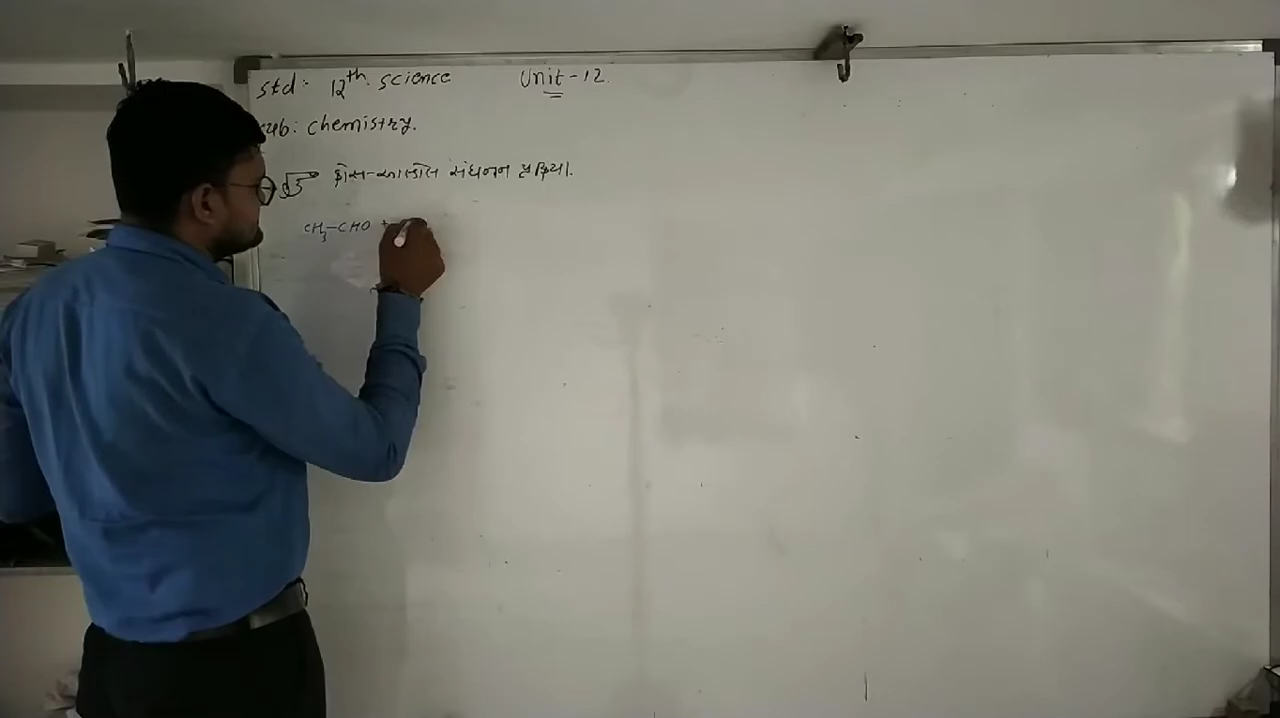 std: 12th science Unit-12.
sub: chemistry.
ક્રોસ-આલ્ડોલ સંઘનન પ્રક્રિયા.
CH3-CHO +